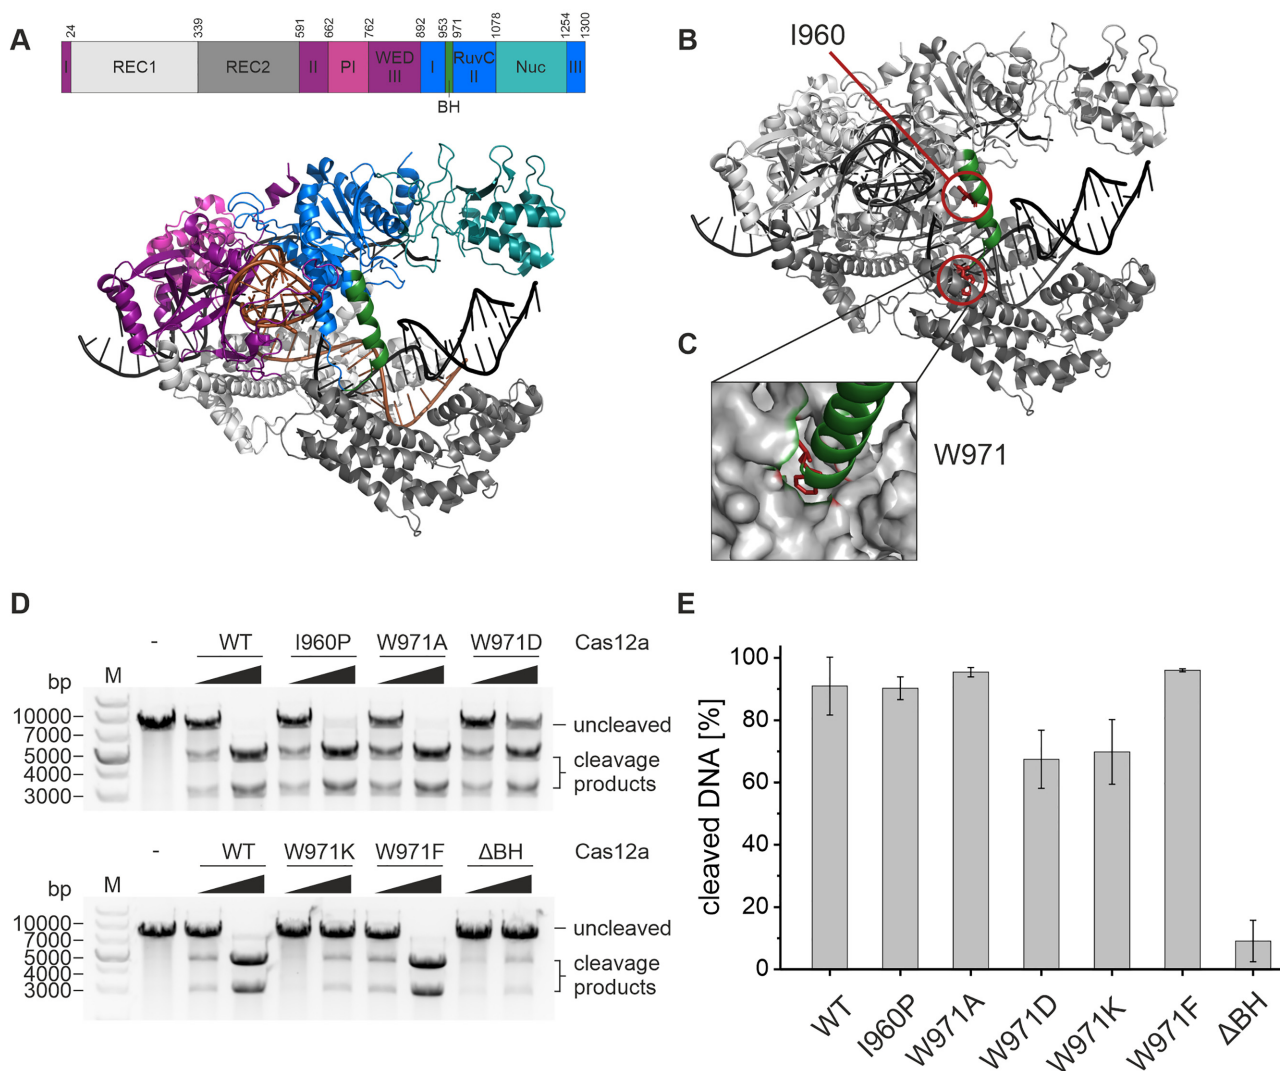 A
24 339 591 662 762 892 953 971 1078 1254 1300
I REC1 REC2 II PI WED III I RuvC II Nuc III
BH
B
I960
C
W971
D
- WT I960P W971A W971D Cas12a
bp M
10000
7000
5000
4000
3000
uncleaved
cleavage
products
- WT W971K W971F ΔBH Cas12a
bp M
10000
7000
5000
4000
3000
uncleaved
cleavage
products
E
cleaved DNA [%]
100
80
60
40
20
0
WT I960P W971A W971D W971K W971F ΔBH